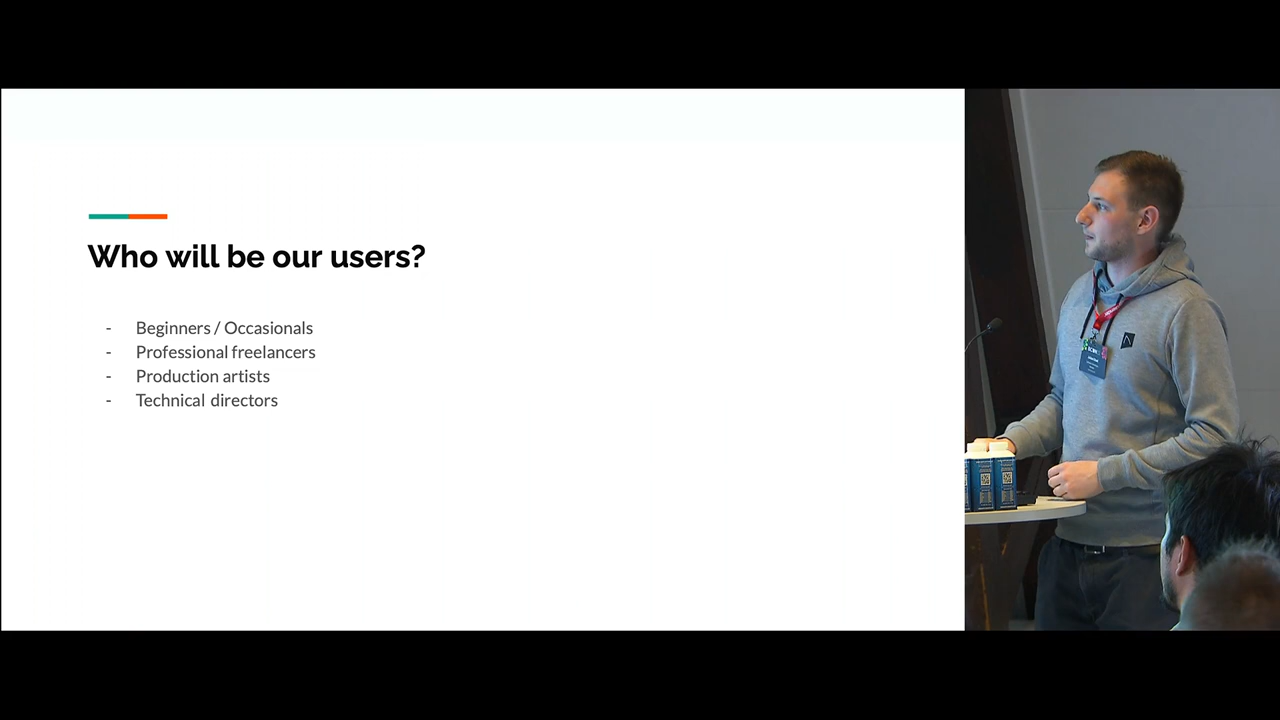 Who will be our users?
- Beginners / Occasionals
- Professional freelancers
- Production artists
- Technical directors